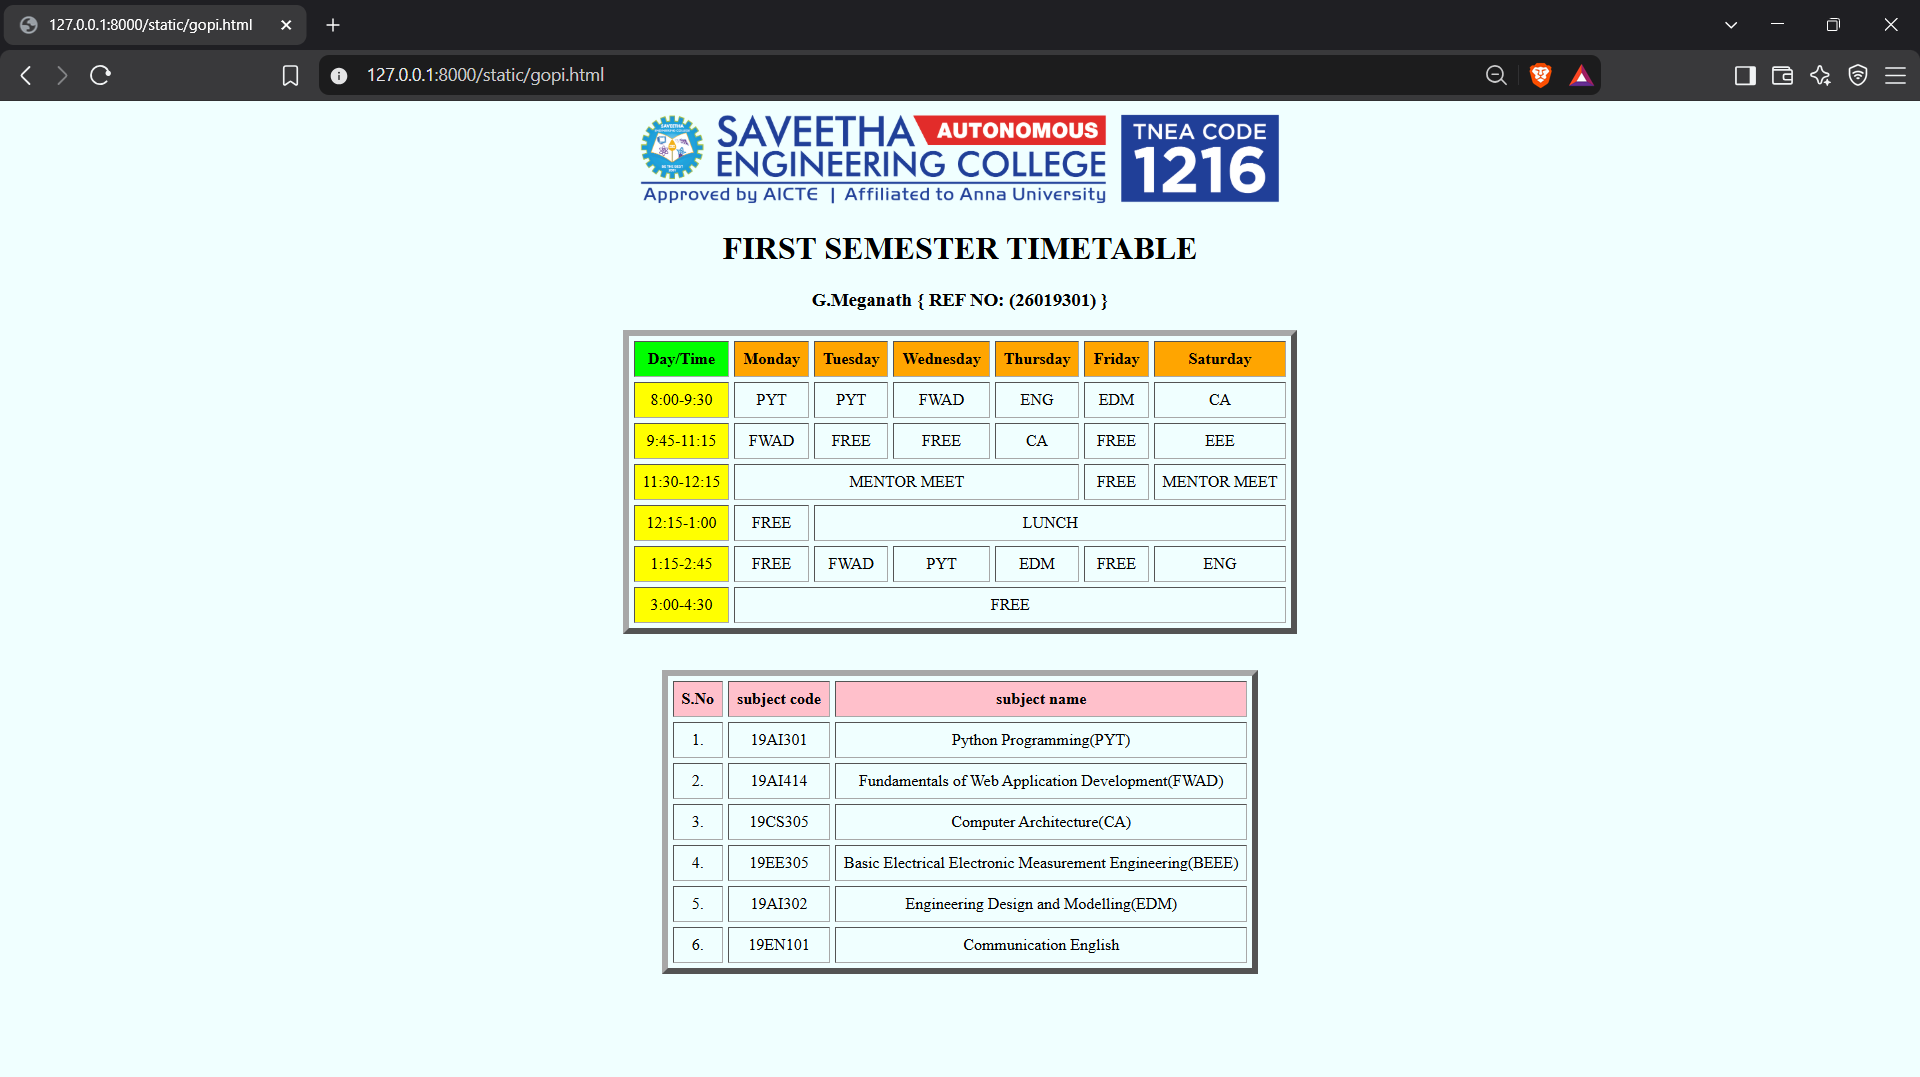 127.0.0.1:8000/static/gopi.html
127.0.0.1:8000/static/gopi.html
SAVEETHA AUTONOMOUS
ENGINEERING COLLEGE
Approved by AICTE | Affiliated to Anna University
TNEA CODE
1216
FIRST SEMESTER TIMETABLE
G.Meganath { REF NO: (26019301) }
Day/Time Monday Tuesday Wednesday Thursday Friday Saturday
8:00-9:30 PYT PYT FWAD ENG EDM CA
9:45-11:15 FWAD FREE FREE CA FREE EEE
11:30-12:15 MENTOR MEET FREE MENTOR MEET
12:15-1:00 FREE LUNCH
1:15-2:45 FREE FWAD PYT EDM FREE ENG
3:00-4:30 FREE
S.No subject code subject name
1. 19AI301 Python Programming(PYT)
2. 19AI414 Fundamentals of Web Application Development(FWAD)
3. 19CS305 Computer Architecture(CA)
4. 19EE305 Basic Electrical Electronic Measurement Engineering(BEEE)
5. 19AI302 Engineering Design and Modelling(EDM)
6. 19EN101 Communication English